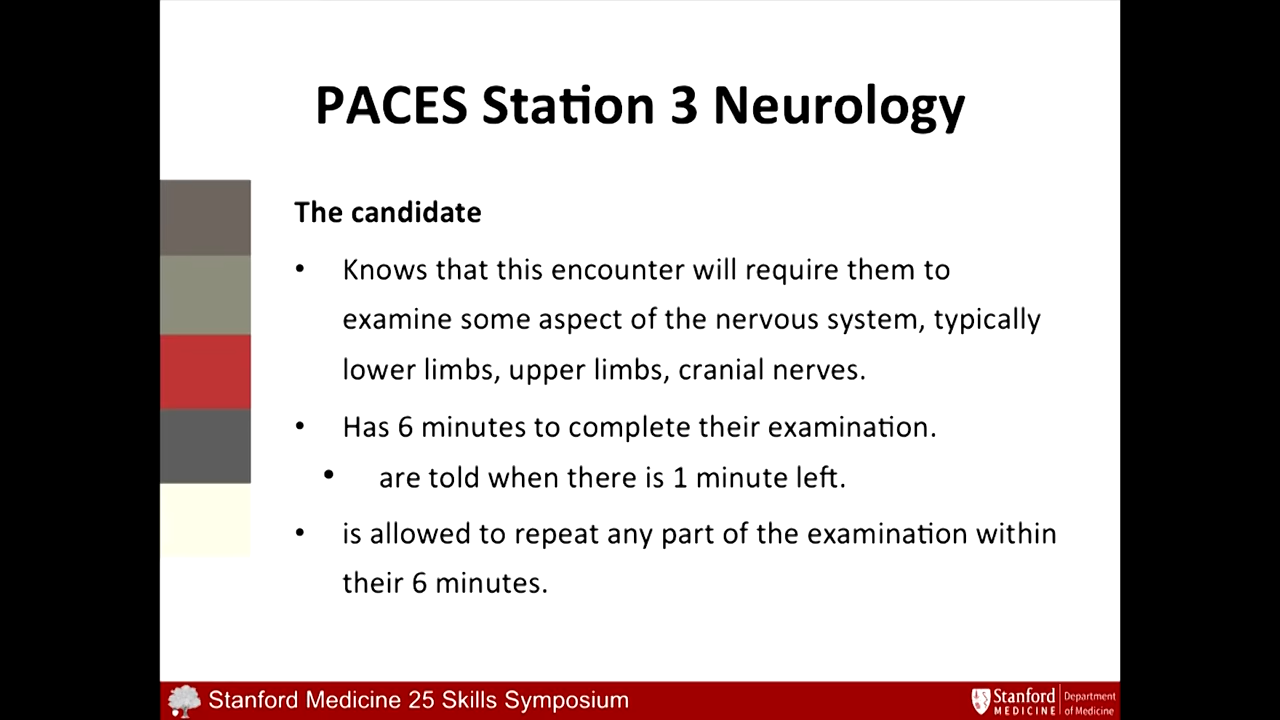 PACES Station 3 Neurology
The candidate
• Knows that this encounter will require them to
examine some aspect of the nervous system, typically
lower limbs, upper limbs, cranial nerves.
• Has 6 minutes to complete their examination.
• are told when there is 1 minute left.
• is allowed to repeat any part of the examination within
their 6 minutes.
Stanford Medicine 25 Skills Symposium
Stanford
MEDICINE
Department
of Medicine